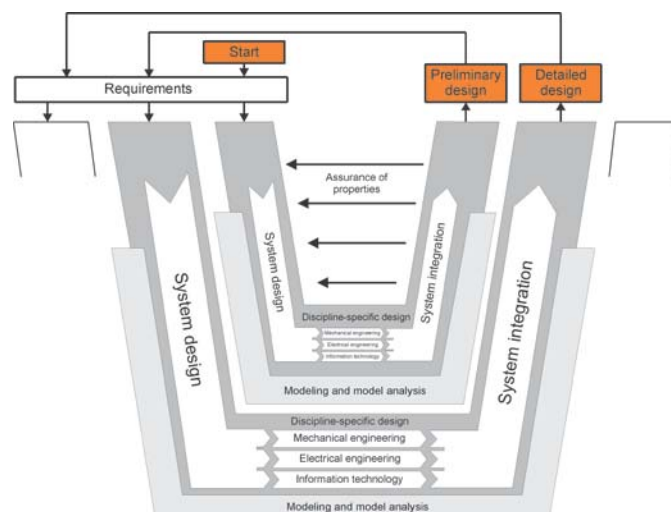 Start
Requirements
Preliminary
design
Detailed
design
Assurance of
properties
System design
System integration
Discipline-specific design
Mechanical engineering
Electrical engineering
Information technology
Modeling and model analysis
System design
System integration
Discipline-specific design
Mechanical engineering
Electrical engineering
Information technology
Modeling and model analysis